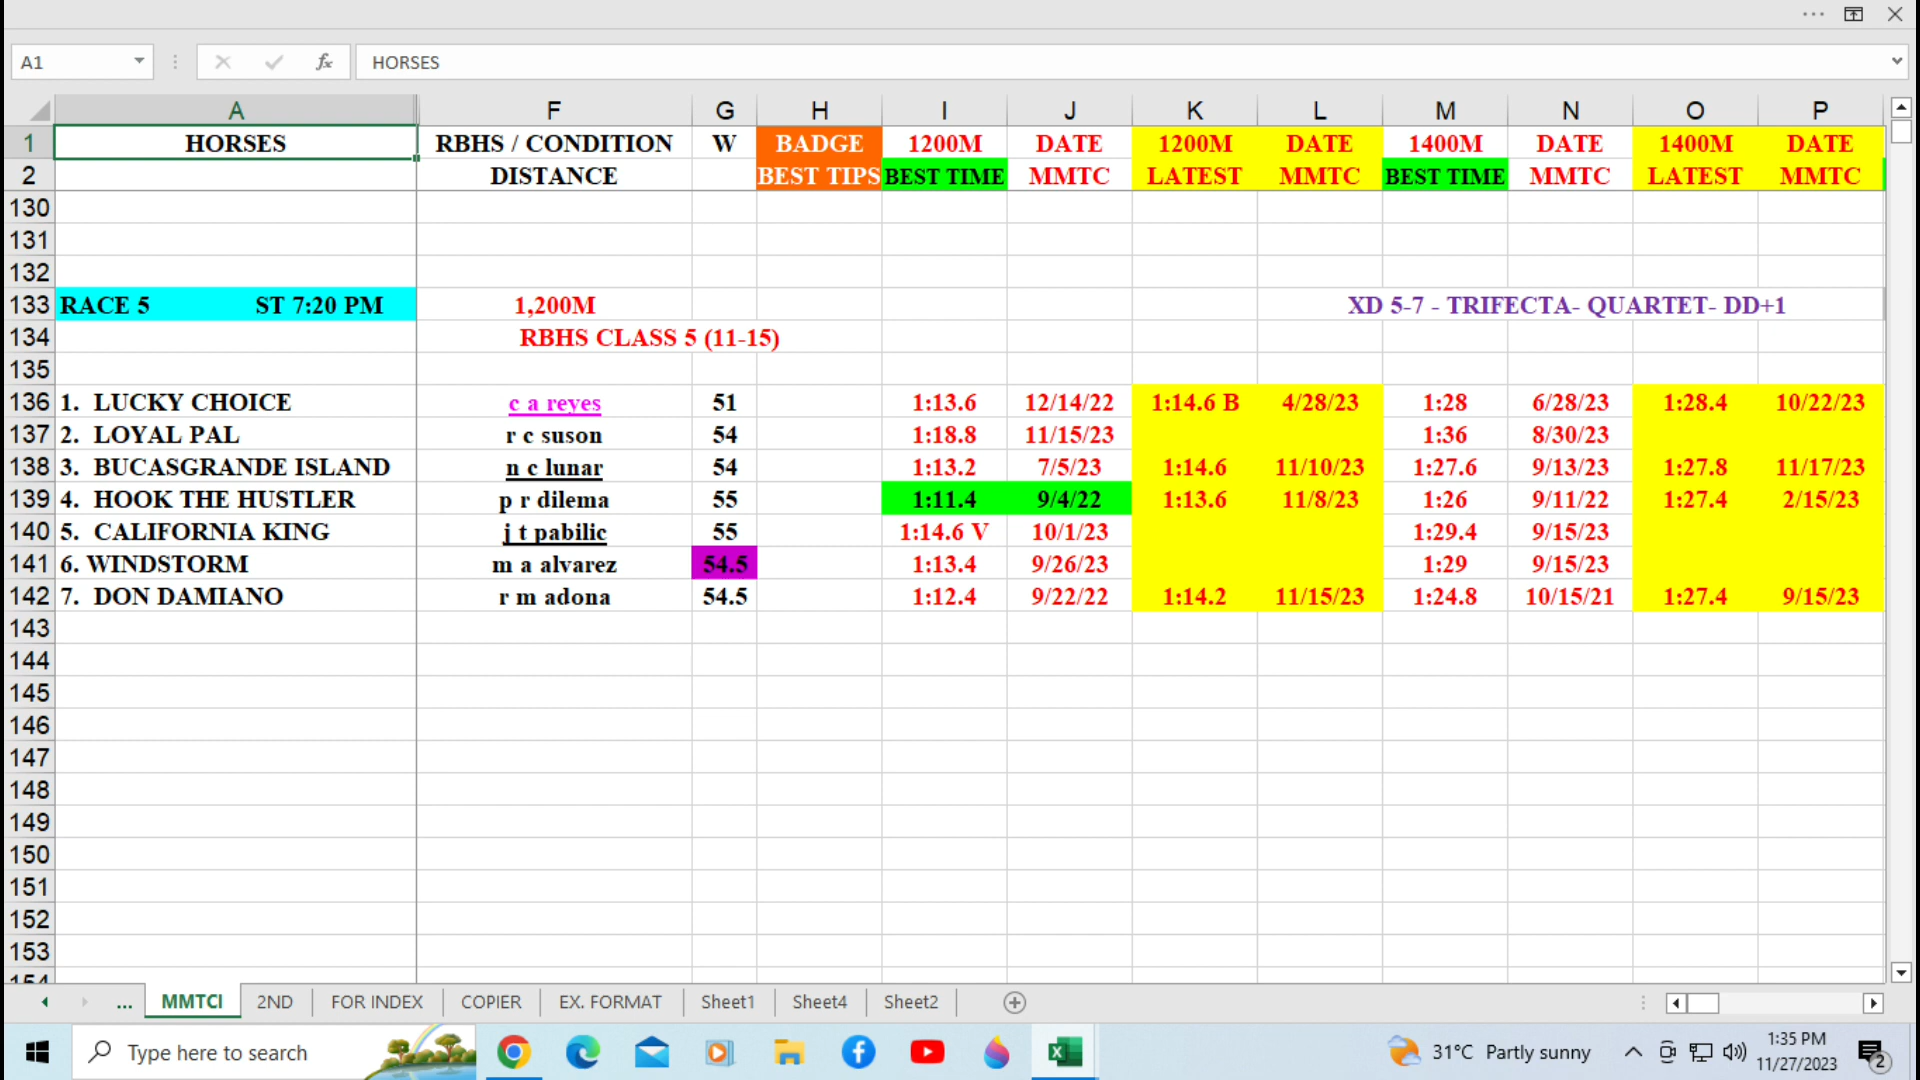 A1 fx HORSES
A F G H I J K L M N O P
1 HORSES RBHS / CONDITION W BADGE 1200M DATE 1200M DATE 1400M DATE 1400M DATE
2 DISTANCE BEST TIPS BEST TIME MMTC LATEST MMTC BEST TIME MMTC LATEST MMTC
130
131
132
133 RACE 5 ST 7:20 PM 1,200M XD 5-7 - TRIFECTA- QUARTET- DD+1
134 RBHS CLASS 5 (11-15)
135
136 1. LUCKY CHOICE c a reyes 51 1:13.6 12/14/22 1:14.6 B 4/28/23 1:28 6/28/23 1:28.4 10/22/23
137 2. LOYAL PAL r c suson 54 1:18.8 11/15/23 1:36 8/30/23
138 3. BUCASGRANDE ISLAND n c lunar 54 1:13.2 7/5/23 1:14.6 11/10/23 1:27.6 9/13/23 1:27.8 11/17/23
139 4. HOOK THE HUSTLER p r dilema 55 1:11.4 9/4/22 1:13.6 11/8/23 1:26 9/11/22 1:27.4 2/15/23
140 5. CALIFORNIA KING j t pabilic 55 1:14.6 V 10/1/23 1:29.4 9/15/23
141 6. WINDSTORM m a alvarez 54.5 1:13.4 9/26/23 1:29 9/15/23
142 7. DON DAMIANO r m adona 54.5 1:12.4 9/22/22 1:14.2 11/15/23 1:24.8 10/15/21 1:27.4 9/15/23
143
144
145
146
147
148
149
150
151
152
153
154
... MMTCI 2ND FOR INDEX COPIER EX. FORMAT Sheet1 Sheet4 Sheet2
Type here to search 31°C Partly sunny 1:35 PM
11/27/2023 2